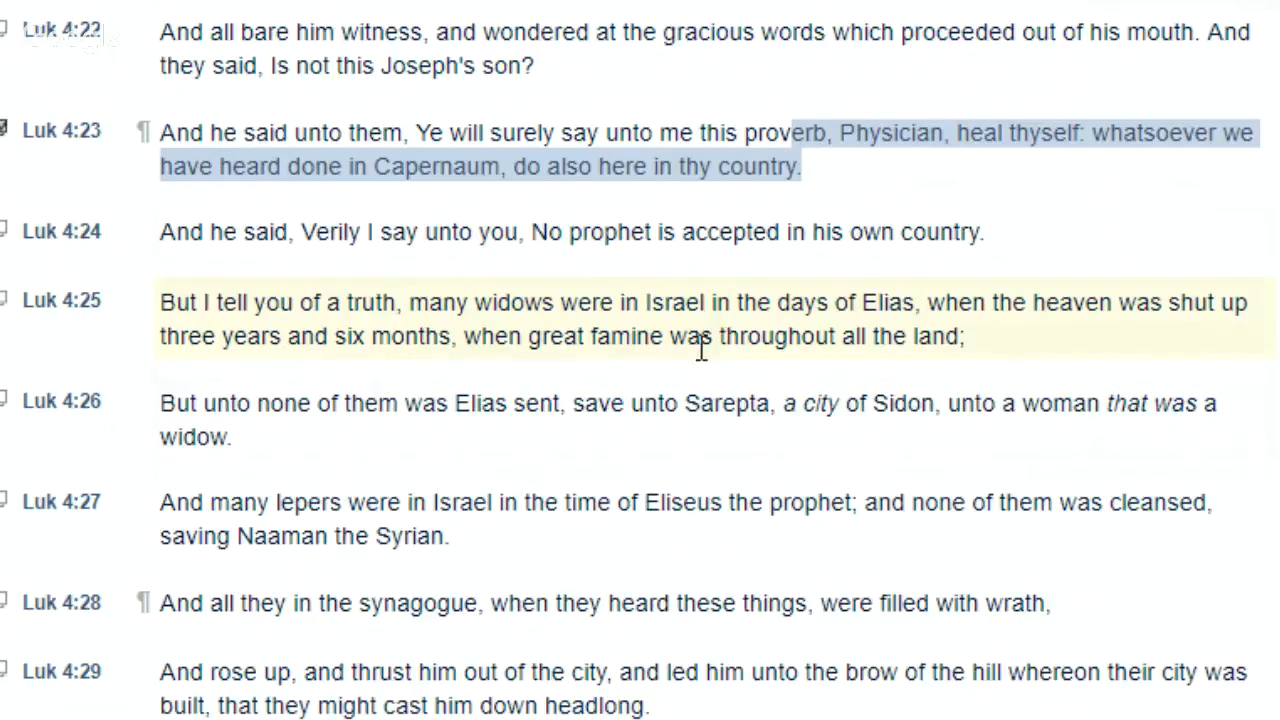 Luk 4:22 And all bare him witness, and wondered at the gracious words which proceeded out of his mouth. And
they said, Is not this Joseph's son?
Luk 4:23 ¶ And he said unto them, Ye will surely say unto me this proverb, Physician, heal thyself: whatsoever we
have heard done in Capernaum, do also here in thy country.
Luk 4:24 And he said, Verily I say unto you, No prophet is accepted in his own country.
Luk 4:25 But I tell you of a truth, many widows were in Israel in the days of Elias, when the heaven was shut up
three years and six months, when great famine was throughout all the land;
Luk 4:26 But unto none of them was Elias sent, save unto Sarepta, a city of Sidon, unto a woman that was a
widow.
Luk 4:27 And many lepers were in Israel in the time of Eliseus the prophet; and none of them was cleansed,
saving Naaman the Syrian.
Luk 4:28 ¶ And all they in the synagogue, when they heard these things, were filled with wrath,
Luk 4:29 And rose up, and thrust him out of the city, and led him unto the brow of the hill whereon their city was
built, that they might cast him down headlong.